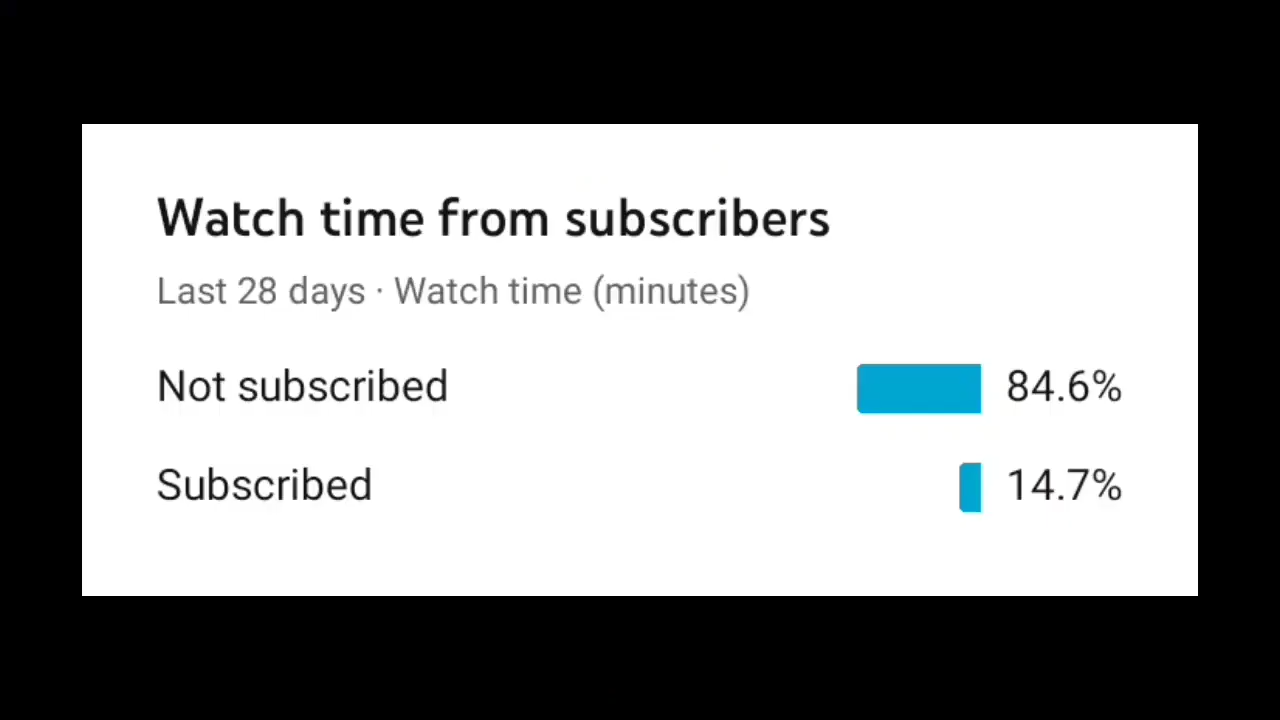 Watch time from subscribers
Last 28 days · Watch time (minutes)
Not subscribed 84.6%
Subscribed 14.7%